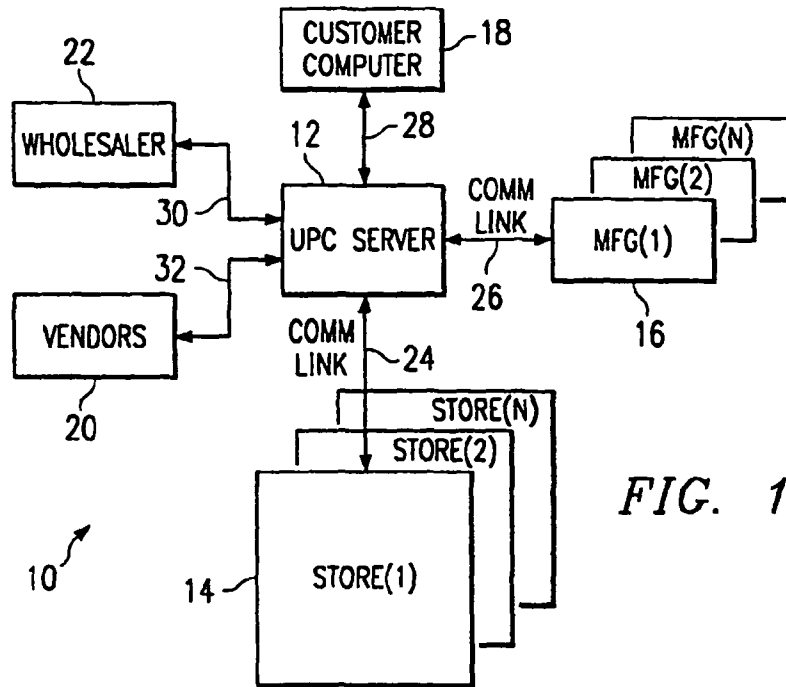 CUSTOMER
COMPUTER
18
22
WHOLESALER
12
28
MFG(N)
MFG(2)
MFG(1)
COMM
LINK
26
16
30
UPC SERVER
32
VENDORS
20
COMM
LINK
24
STORE(N)
STORE(2)
STORE(1)
14
10
FIG. 1